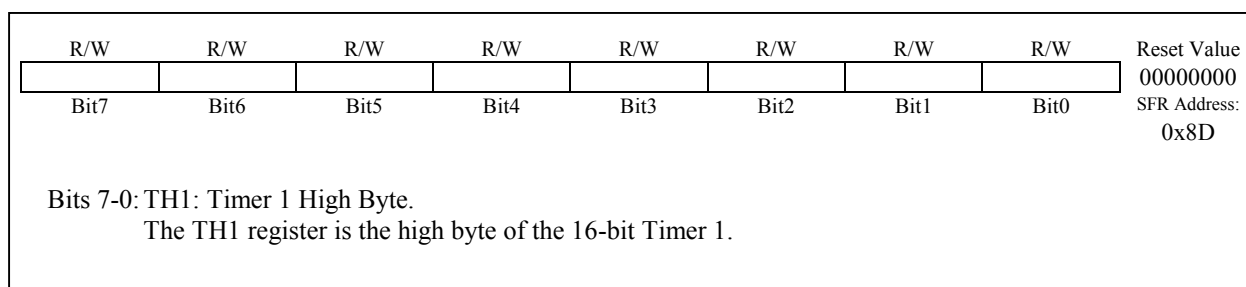 R/W R/W R/W R/W R/W R/W R/W R/W Reset Value
00000000
Bit7 Bit6 Bit5 Bit4 Bit3 Bit2 Bit1 Bit0 SFR Address:
0x8D
Bits 7-0: TH1: Timer 1 High Byte.
The TH1 register is the high byte of the 16-bit Timer 1.